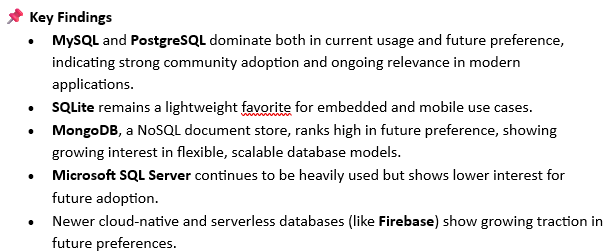 📌 Key Findings
• MySQL and PostgreSQL dominate both in current usage and future preference,
indicating strong community adoption and ongoing relevance in modern
applications.
• SQLite remains a lightweight favorite for embedded and mobile use cases.
• MongoDB, a NoSQL document store, ranks high in future preference, showing
growing interest in flexible, scalable database models.
• Microsoft SQL Server continues to be heavily used but shows lower interest for
future adoption.
• Newer cloud-native and serverless databases (like Firebase) show growing traction in
future preferences.